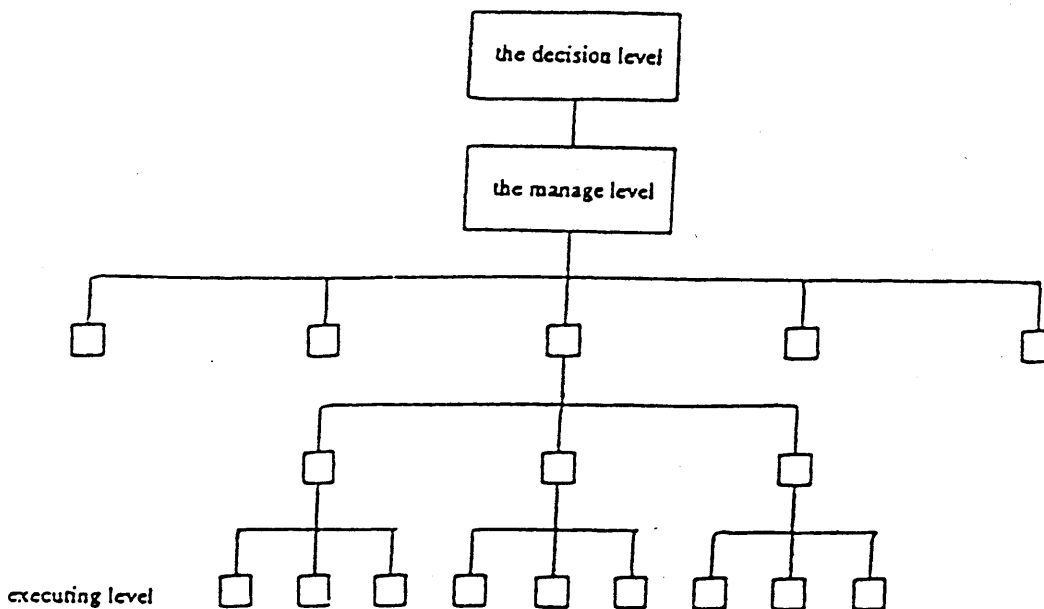 the decision level
the manage level
executing level